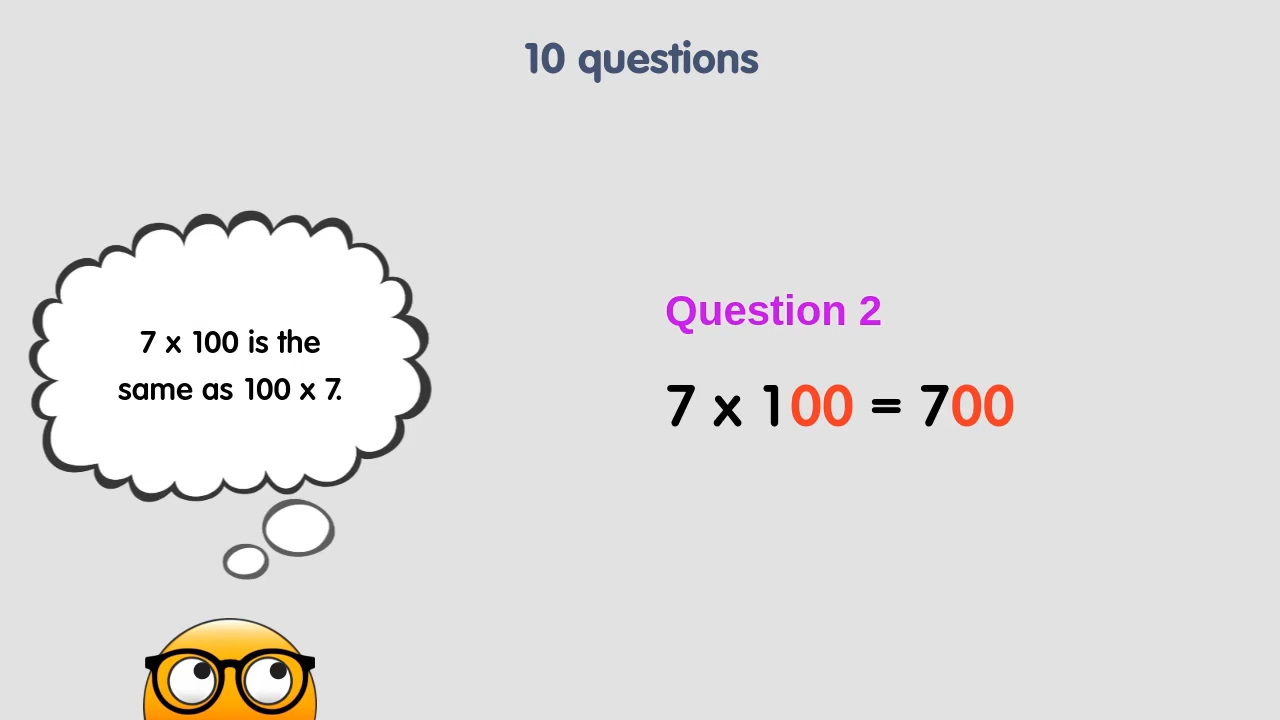 10 questions
7 x 100 is the
same as 100 x 7.
Question 2
7 x 100 = 700